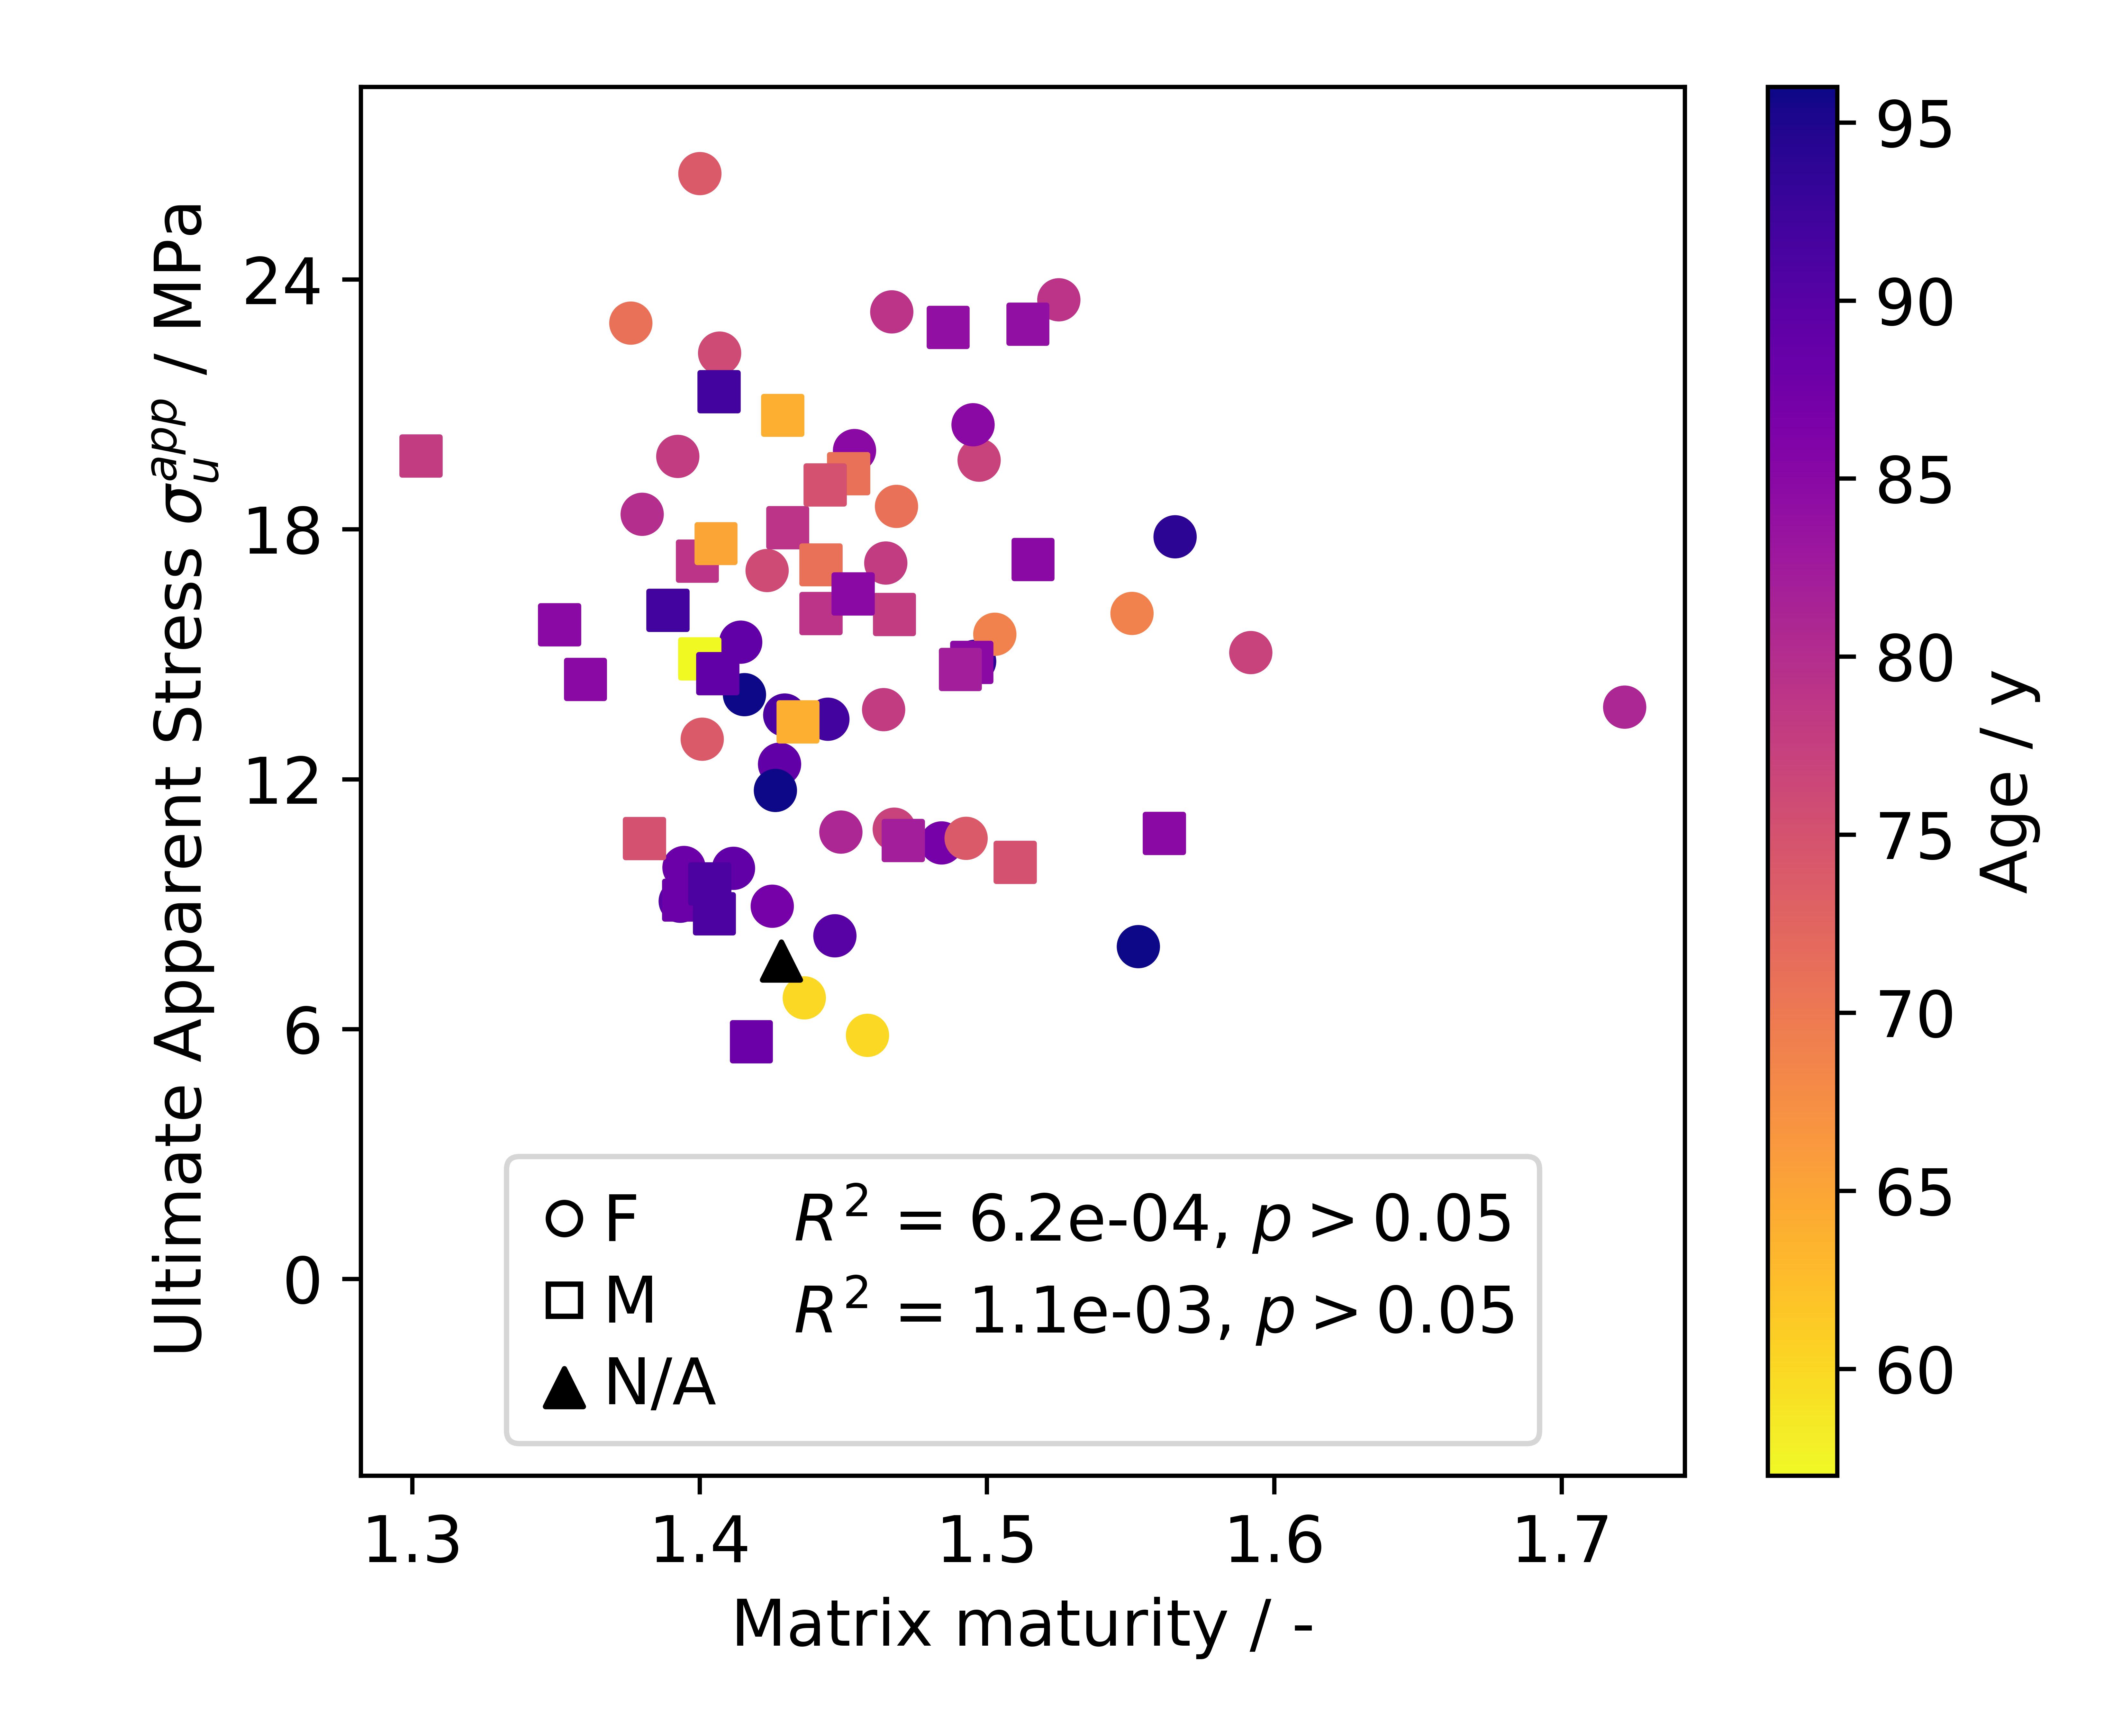 Ultimate Apparent Stress σ_u^app / MPa
24
18
12
6
0
F R² = 6.2e-04, p > 0.05
M R² = 1.1e-03, p > 0.05
N/A
1.3 1.4 1.5 1.6 1.7
Matrix maturity / -
95
90
85
80
75
70
65
60
Age / y